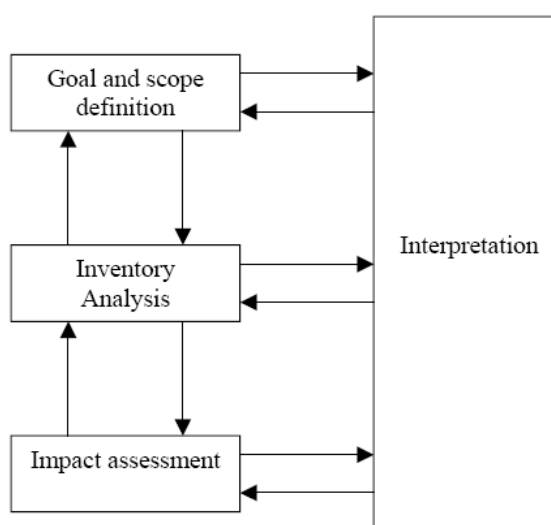 Goal and scope
definition
Interpretation
Inventory
Analysis
Impact assessment